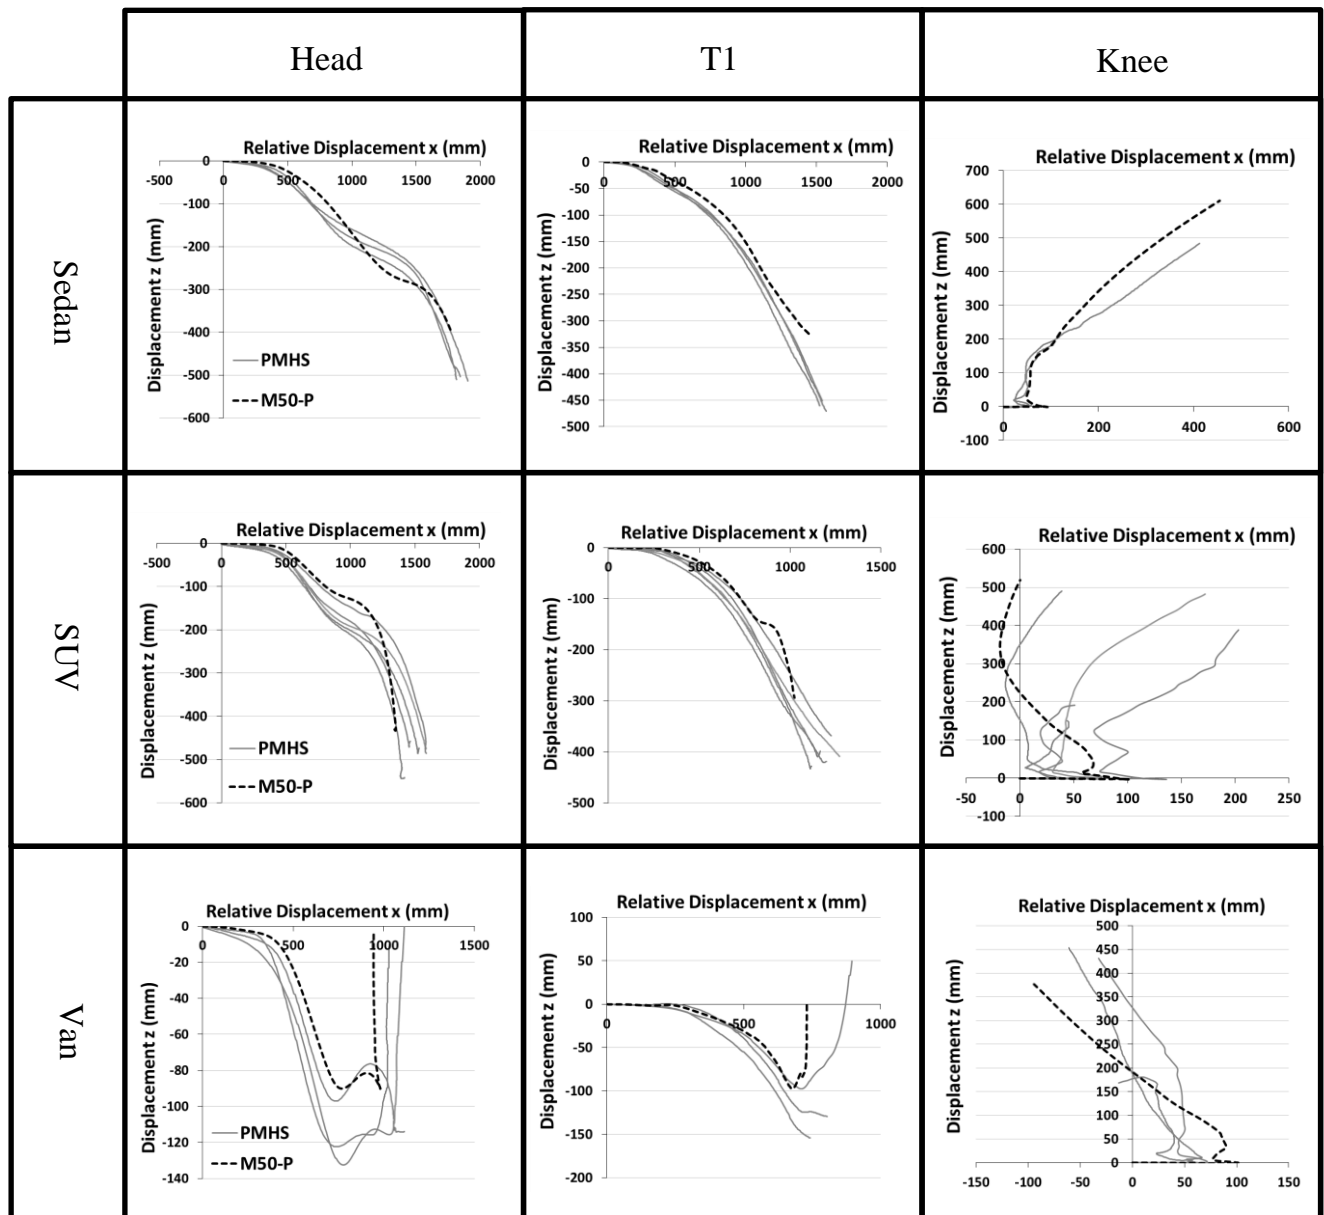 Head T1 Knee
Sedan
Relative Displacement x (mm)
0
-500 0 500 1000 1500 2000
-100
-200
-300
-400
-500
-600
Displacement z (mm)
PMHS
M50-P
Relative Displacement x (mm)
0
0 500 1000 1500 2000
-50
-100
-150
-200
-250
-300
-350
-400
-450
-500
Displacement z (mm)
Relative Displacement x (mm)
700
600
500
400
300
200
100
0
-100
0 200 400 600
Displacement z (mm)
SUV
Relative Displacement x (mm)
0
-500 0 500 1000 1500 2000
-100
-200
-300
-400
-500
-600
Displacement z (mm)
PMHS
M50-P
Relative Displacement x (mm)
0
0 500 1000 1500
-100
-200
-300
-400
-500
Displacement z (mm)
Relative Displacement x (mm)
600
500
400
300
200
100
0
-50 0 50 100 150 200 250
-100
Displacement z (mm)
Van
Relative Displacement x (mm)
0
0 500 1000 1500
-20
-40
-60
-80
-100
-120
-140
Displacement z (mm)
PMHS
M50-P
Relative Displacement x (mm)
100
50
0
0 500 1000
-50
-100
-150
-200
Displacement z (mm)
Relative Displacement x (mm)
500
450
400
350
300
250
200
150
100
50
0
-150 -100 -50 0 50 100 150
Displacement z (mm)